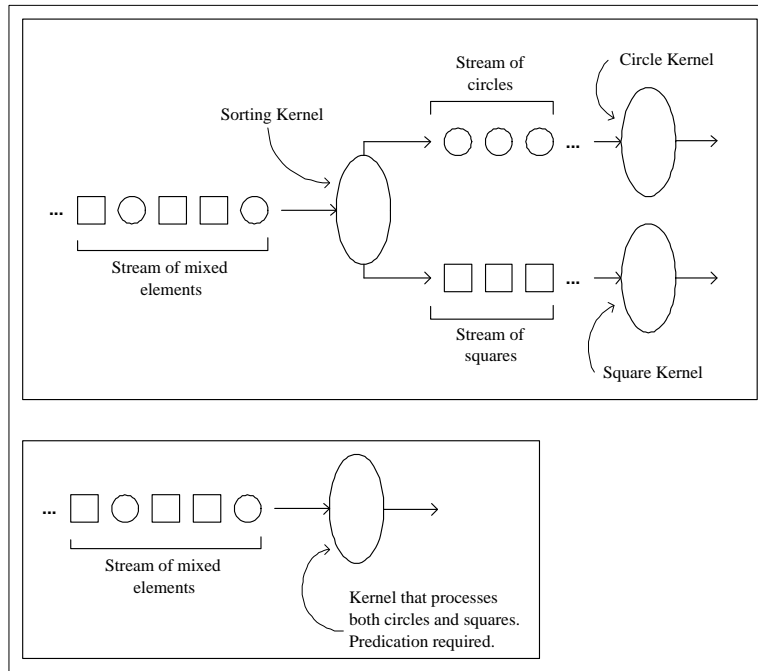 Stream of
circles
Circle Kernel
Sorting Kernel
...
...
Stream of mixed
elements
...
Stream of
squares
Square Kernel
...
Stream of mixed
elements
Kernel that processes
both circles and squares.
Predication required.